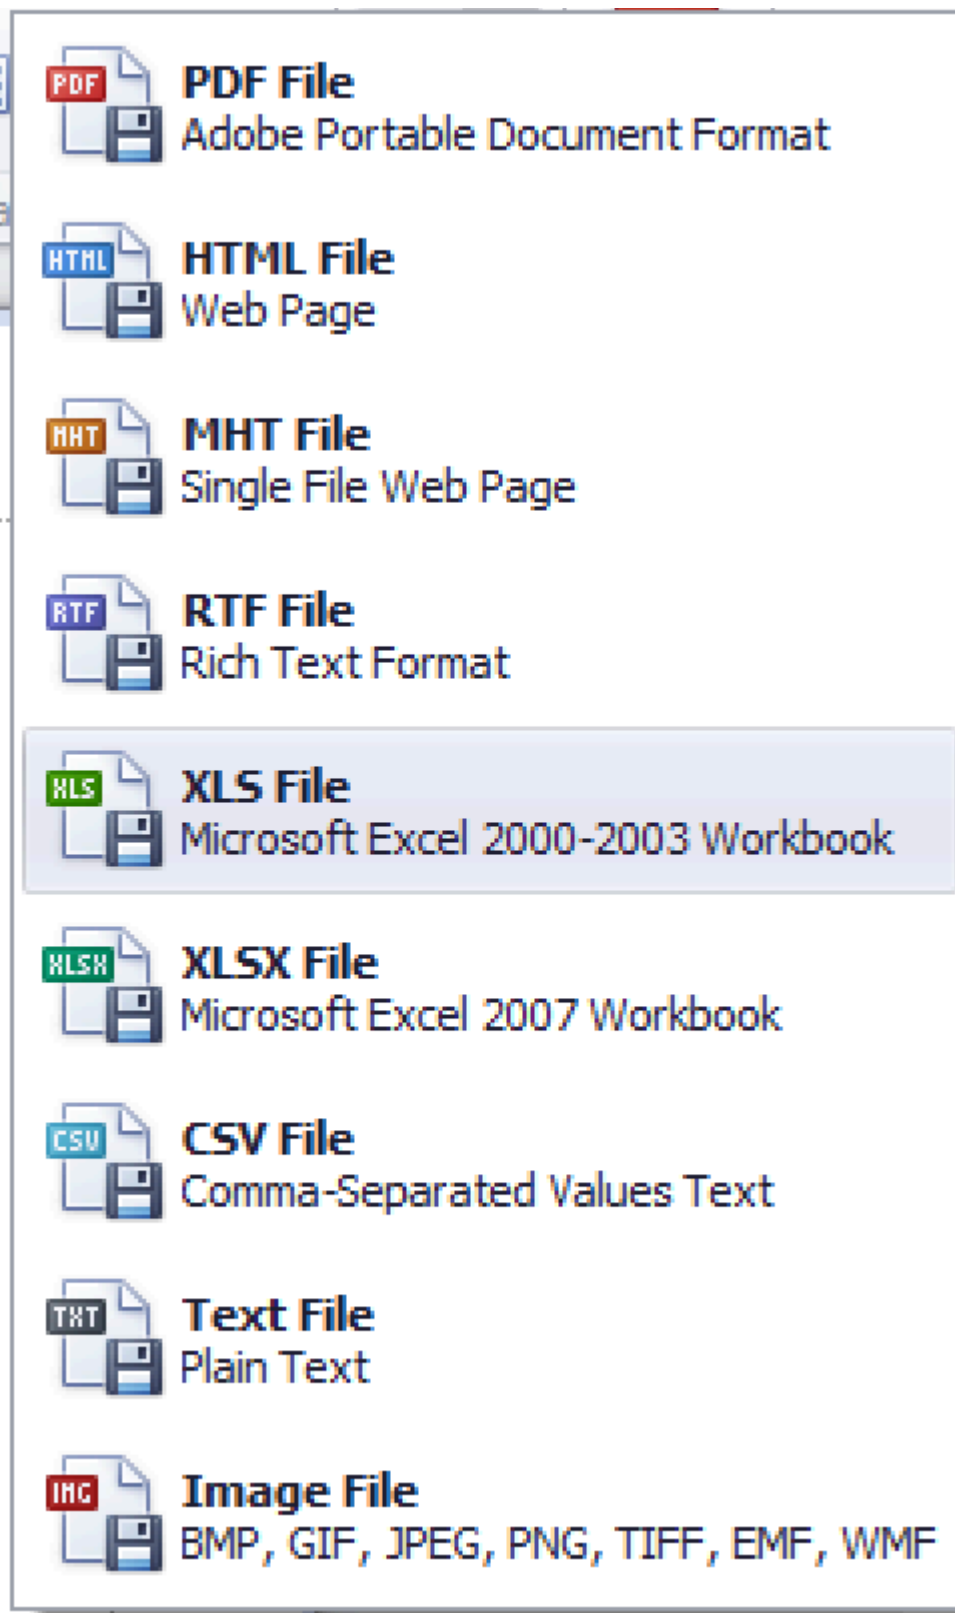 PDF
PDF File
Adobe Portable Document Format
HTML
HTML File
Web Page
MHT
MHT File
Single File Web Page
RTF
RTF File
Rich Text Format
XLS
XLS File
Microsoft Excel 2000-2003 Workbook
XLSX
XLSX File
Microsoft Excel 2007 Workbook
CSV
CSV File
Comma-Separated Values Text
TXT
Text File
Plain Text
IMG
Image File
BMP, GIF, JPEG, PNG, TIFF, EMF, WMF